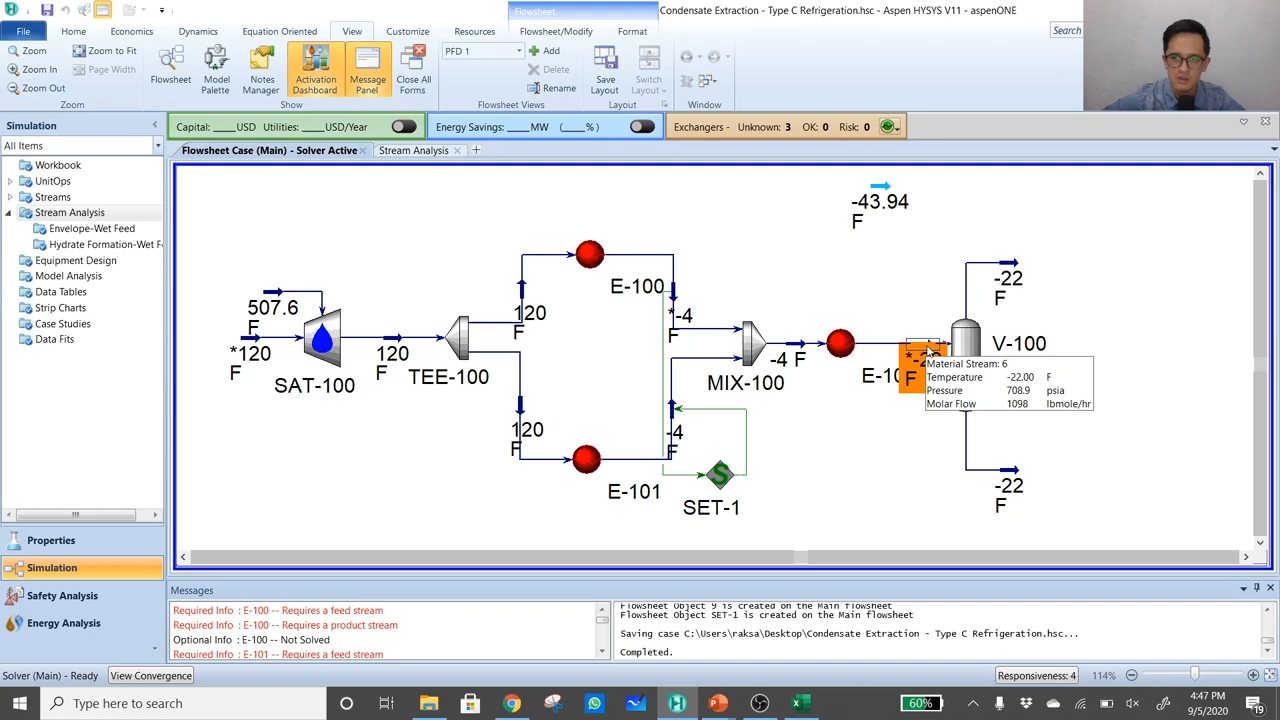 Flowsheet
Condensate Extraction - Type C Refrigeration.hsc - Aspen HYSYS V11 - aspenONE
File
Home
Economics
Dynamics
Equation Oriented
View
Customize
Resources
Flowsheet/Modify
Format
Search
Zoom
Zoom In
Zoom Out
Zoom to Fit
Page Width
Zoom
Flowsheet
Model
Palette
Notes
Manager
Activation
Dashboard
Message
Panel
Close All
Forms
Show
PFD 1
Add
Delete
Rename
Flowsheet Views
Save
Layout
Switch
Layout
Layout
Window
Simulation
Capital: ____USD Utilities: ____USD/Year
Energy Savings: ____MW (____%)
Exchangers - Unknown: 3 OK: 0 Risk: 0
All Items
Flowsheet Case (Main) - Solver Active
Stream Analysis
Workbook
UnitOps
Streams
Stream Analysis
Envelope-Wet Feed
Hydrate Formation-Wet F
Equipment Design
Model Analysis
Data Tables
Strip Charts
Case Studies
Data Fits
Properties
Simulation
Safety Analysis
Energy Analysis
-43.94
F
507.6
F
*120
F
SAT-100
120
F
TEE-100
120
F
120
F
E-100
E-101
*-4
F
-4
F
SET-1
MIX-100
-4 F
E-10
*-2
F
-22
F
V-100
-22
F
Material Stream: 6
Temperature -22.00 F
Pressure 708.9 psia
Molar Flow 1098 lbmole/hr
Messages
Required Info : E-100 -- Requires a feed stream
Required Info : E-100 -- Requires a product stream
Optional Info : E-100 -- Not Solved
Required Info : E-101 -- Requires a feed stream
Flowsheet Object 9 is created on the Main flowsheet
Flowsheet Object SET-1 is created on the Main flowsheet
Saving case C:\Users\raksa\Desktop\Condensate Extraction - Type C Refrigeration.hsc...
Completed.
Solver (Main) - Ready
View Convergence
Responsiveness: 4
114%
Type here to search
60%
4:47 PM
9/5/2020
19